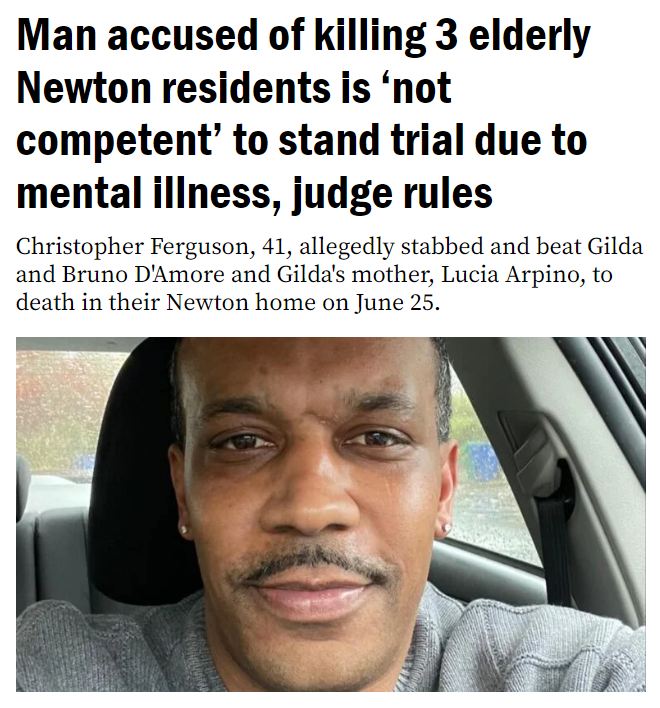 Man accused of killing 3 elderly
Newton residents is ‘not
competent’ to stand trial due to
mental illness, judge rules
Christopher Ferguson, 41, allegedly stabbed and beat Gilda
and Bruno D'Amore and Gilda's mother, Lucia Arpino, to
death in their Newton home on June 25.